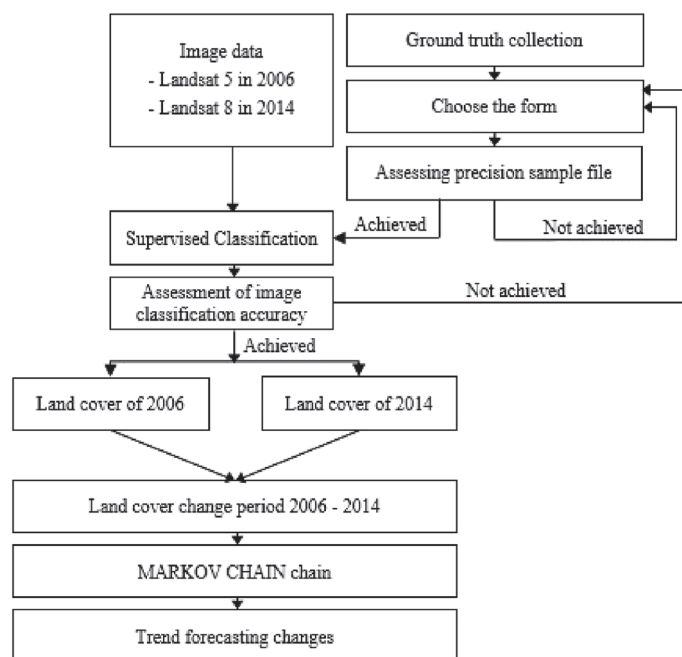 Image data
- Landsat 5 in 2006
- Landsat 8 in 2014
Ground truth collection
Choose the form
Assessing precision sample file
Achieved
Not achieved
Supervised Classification
Assessment of image
classification accuracy
Not achieved
Achieved
Land cover of 2006
Land cover of 2014
Land cover change period 2006 - 2014
MARKOV CHAIN chain
Trend forecasting changes